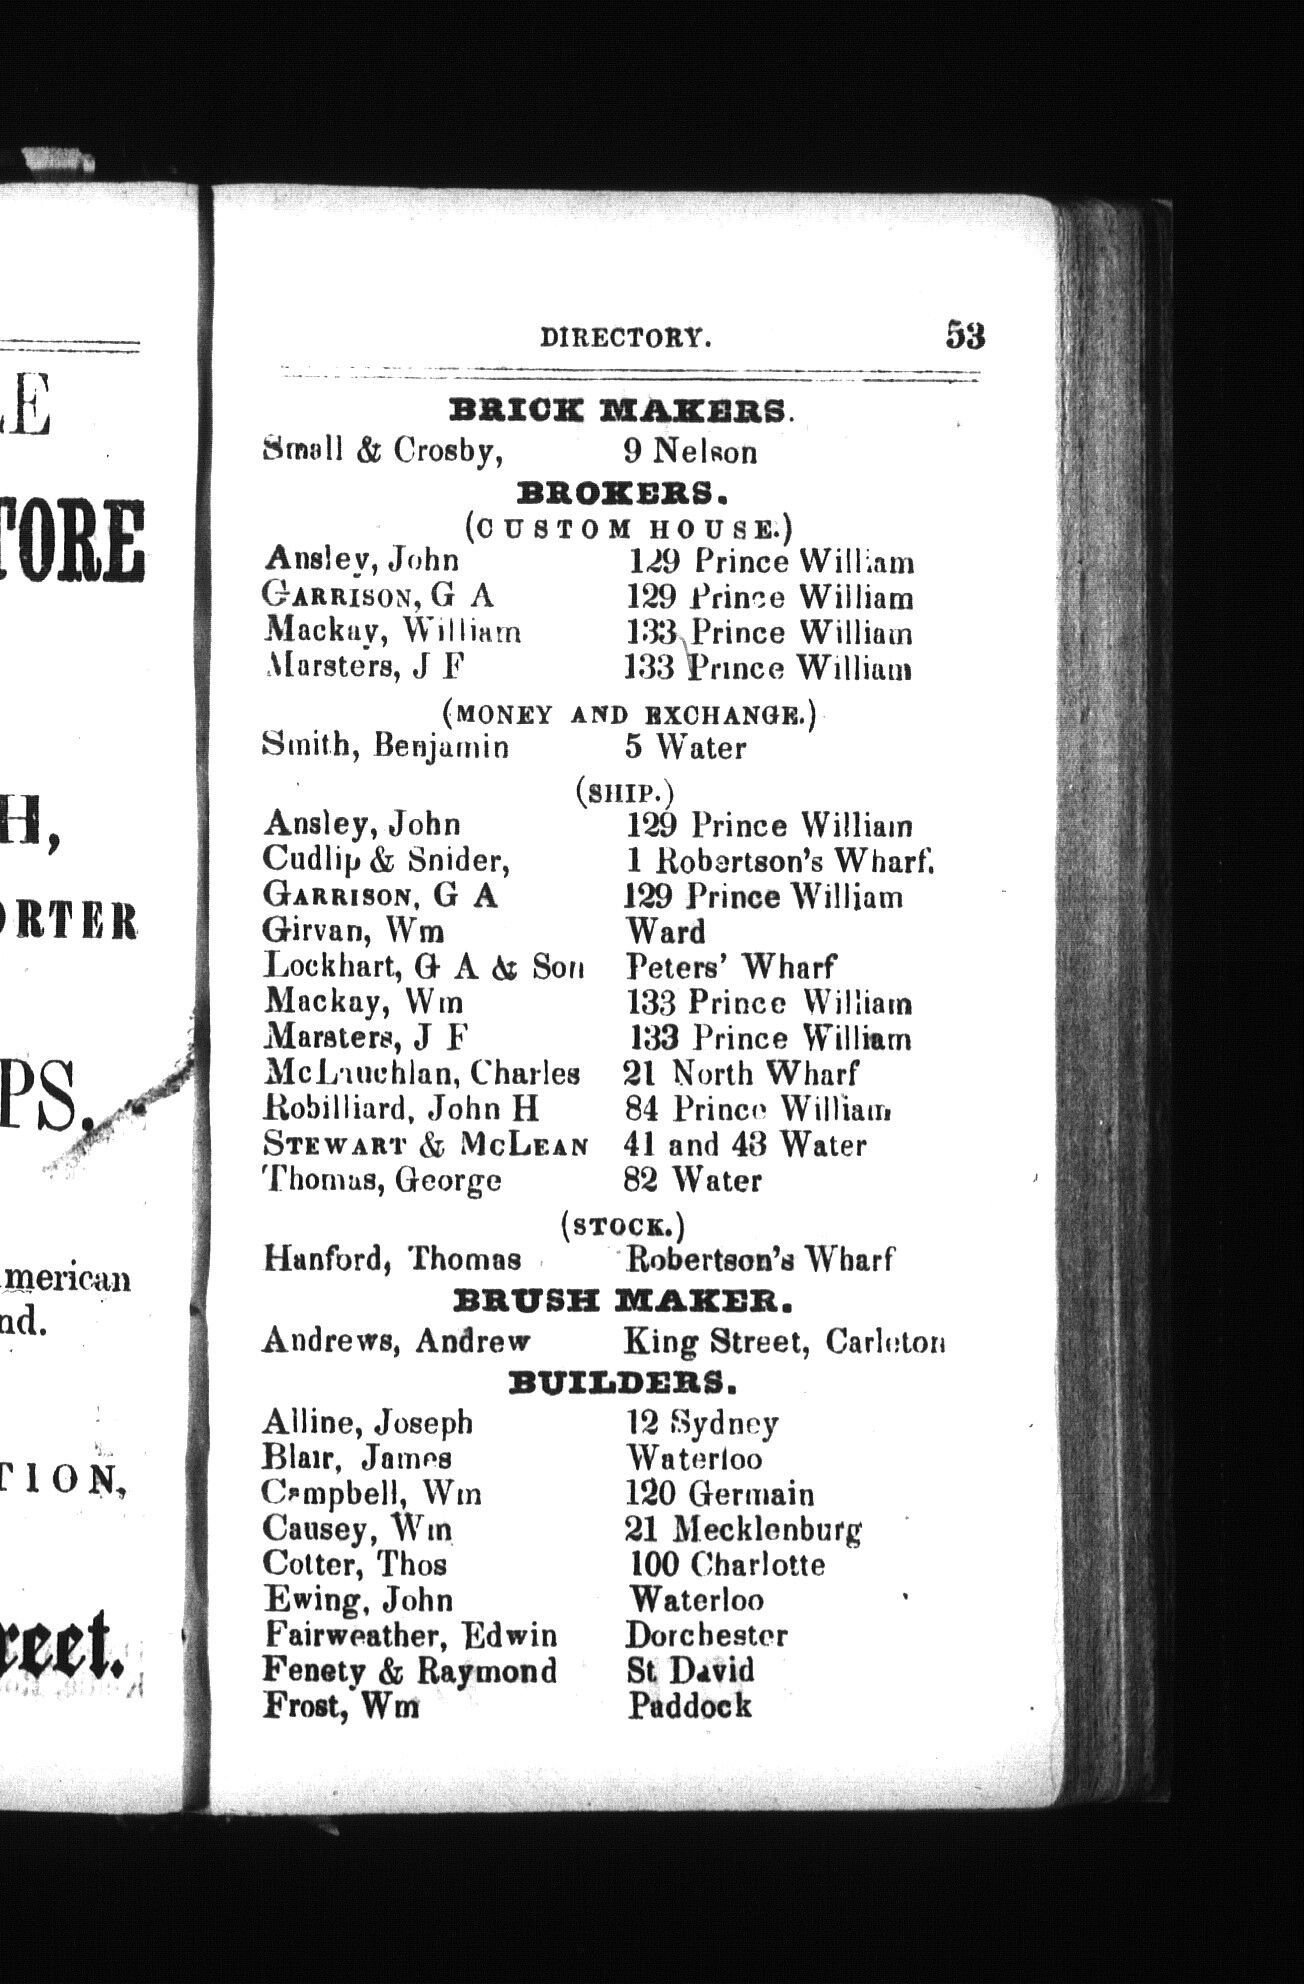 LE
TORE
H,
ORTER
PS.
merican
nd.
TION,
reet.
DIRECTORY. 53
BRICK MAKERS.
Small & Crosby, 9 Nelson
BROKERS.
(CUSTOM HOUSE.)
Ansley, John 129 Prince William
GARRISON, G A 129 Prince William
Mackay, William 133 Prince William
Marsters, J F 133 Prince William
(MONEY AND EXCHANGE.)
Smith, Benjamin 5 Water
(SHIP.)
Ansley, John 129 Prince William
Cudlip & Snider, 1 Robertson's Wharf.
GARRISON, G A 129 Prince William
Girvan, Wm Ward
Lockhart, G A & Son Peters' Wharf
Mackay, Wm 133 Prince William
Marsters, J F 133 Prince William
McLauchlan, Charles 21 North Wharf
Robilliard, John H 84 Prince William
STEWART & MCLEAN 41 and 43 Water
Thomas, George 82 Water
(STOCK.)
Hanford, Thomas Robertson's Wharf
BRUSH MAKER.
Andrews, Andrew King Street, Carleton
BUILDERS.
Alline, Joseph 12 Sydney
Blair, James Waterloo
Campbell, Wm 120 Germain
Causey, Wm 21 Mecklenburg
Cotter, Thos 100 Charlotte
Ewing, John Waterloo
Fairweather, Edwin Dorchester
Fenety & Raymond St David
Frost, Wm Paddock